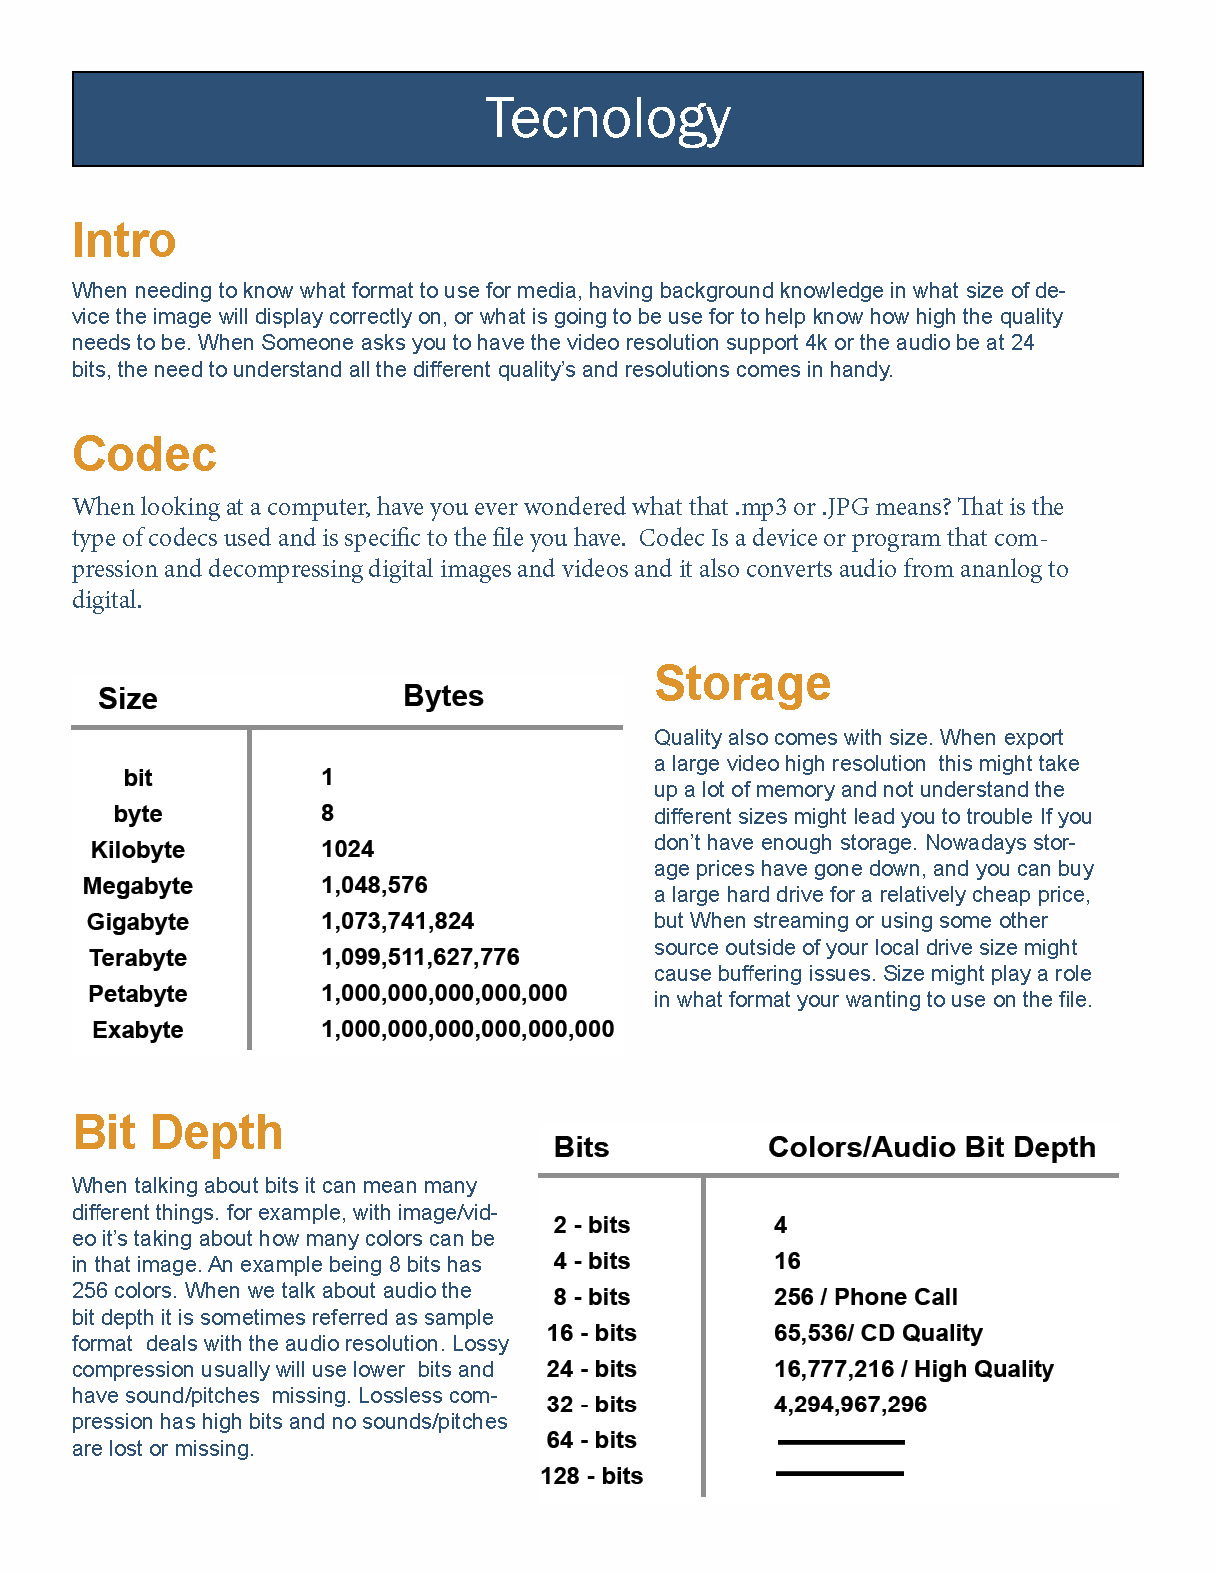 Tecnology
Intro
When needing to know what format to use for media, having background knowledge in what size of de-
vice the image will display correctly on, or what is going to be use for to help know how high the quality
needs to be. When Someone asks you to have the video resolution support 4k or the audio be at 24
bits, the need to understand all the different quality's and resolutions comes in handy.
Codec
When looking at a computer, have you ever wondered what that .mp3 or .JPG means? That is the
type of codecs used and is specific to the file you have.  Codec Is a device or program that com-
pression and decompressing digital images and videos and it also converts audio from ananlog to
digital.
Size Bytes
bit 1
byte 8
Kilobyte 1024
Megabyte 1,048,576
Gigabyte 1,073,741,824
Terabyte 1,099,511,627,776
Petabyte 1,000,000,000,000,000
Exabyte 1,000,000,000,000,000,000
Storage
Quality also comes with size. When export
a large video high resolution  this might take
up a lot of memory and not understand the
different sizes might lead you to trouble If you
don't have enough storage. Nowadays stor-
age prices have gone down, and you can buy
a large hard drive for a relatively cheap price,
but When streaming or using some other
source outside of your local drive size might
cause buffering issues. Size might play a role
in what format your wanting to use on the file.
Bit Depth
When talking about bits it can mean many
different things. for example, with image/vid-
eo it's taking about how many colors can be
in that image. An example being 8 bits has
256 colors. When we talk about audio the
bit depth it is sometimes referred as sample
format  deals with the audio resolution. Lossy
compression usually will use lower  bits and
have sound/pitches  missing. Lossless com-
pression has high bits and no sounds/pitches
are lost or missing.
Bits Colors/Audio Bit Depth
2 - bits 4
4 - bits 16
8 - bits 256 / Phone Call
16 - bits 65,536/ CD Quality
24 - bits 16,777,216 / High Quality
32 - bits 4,294,967,296
64 - bits
128 - bits